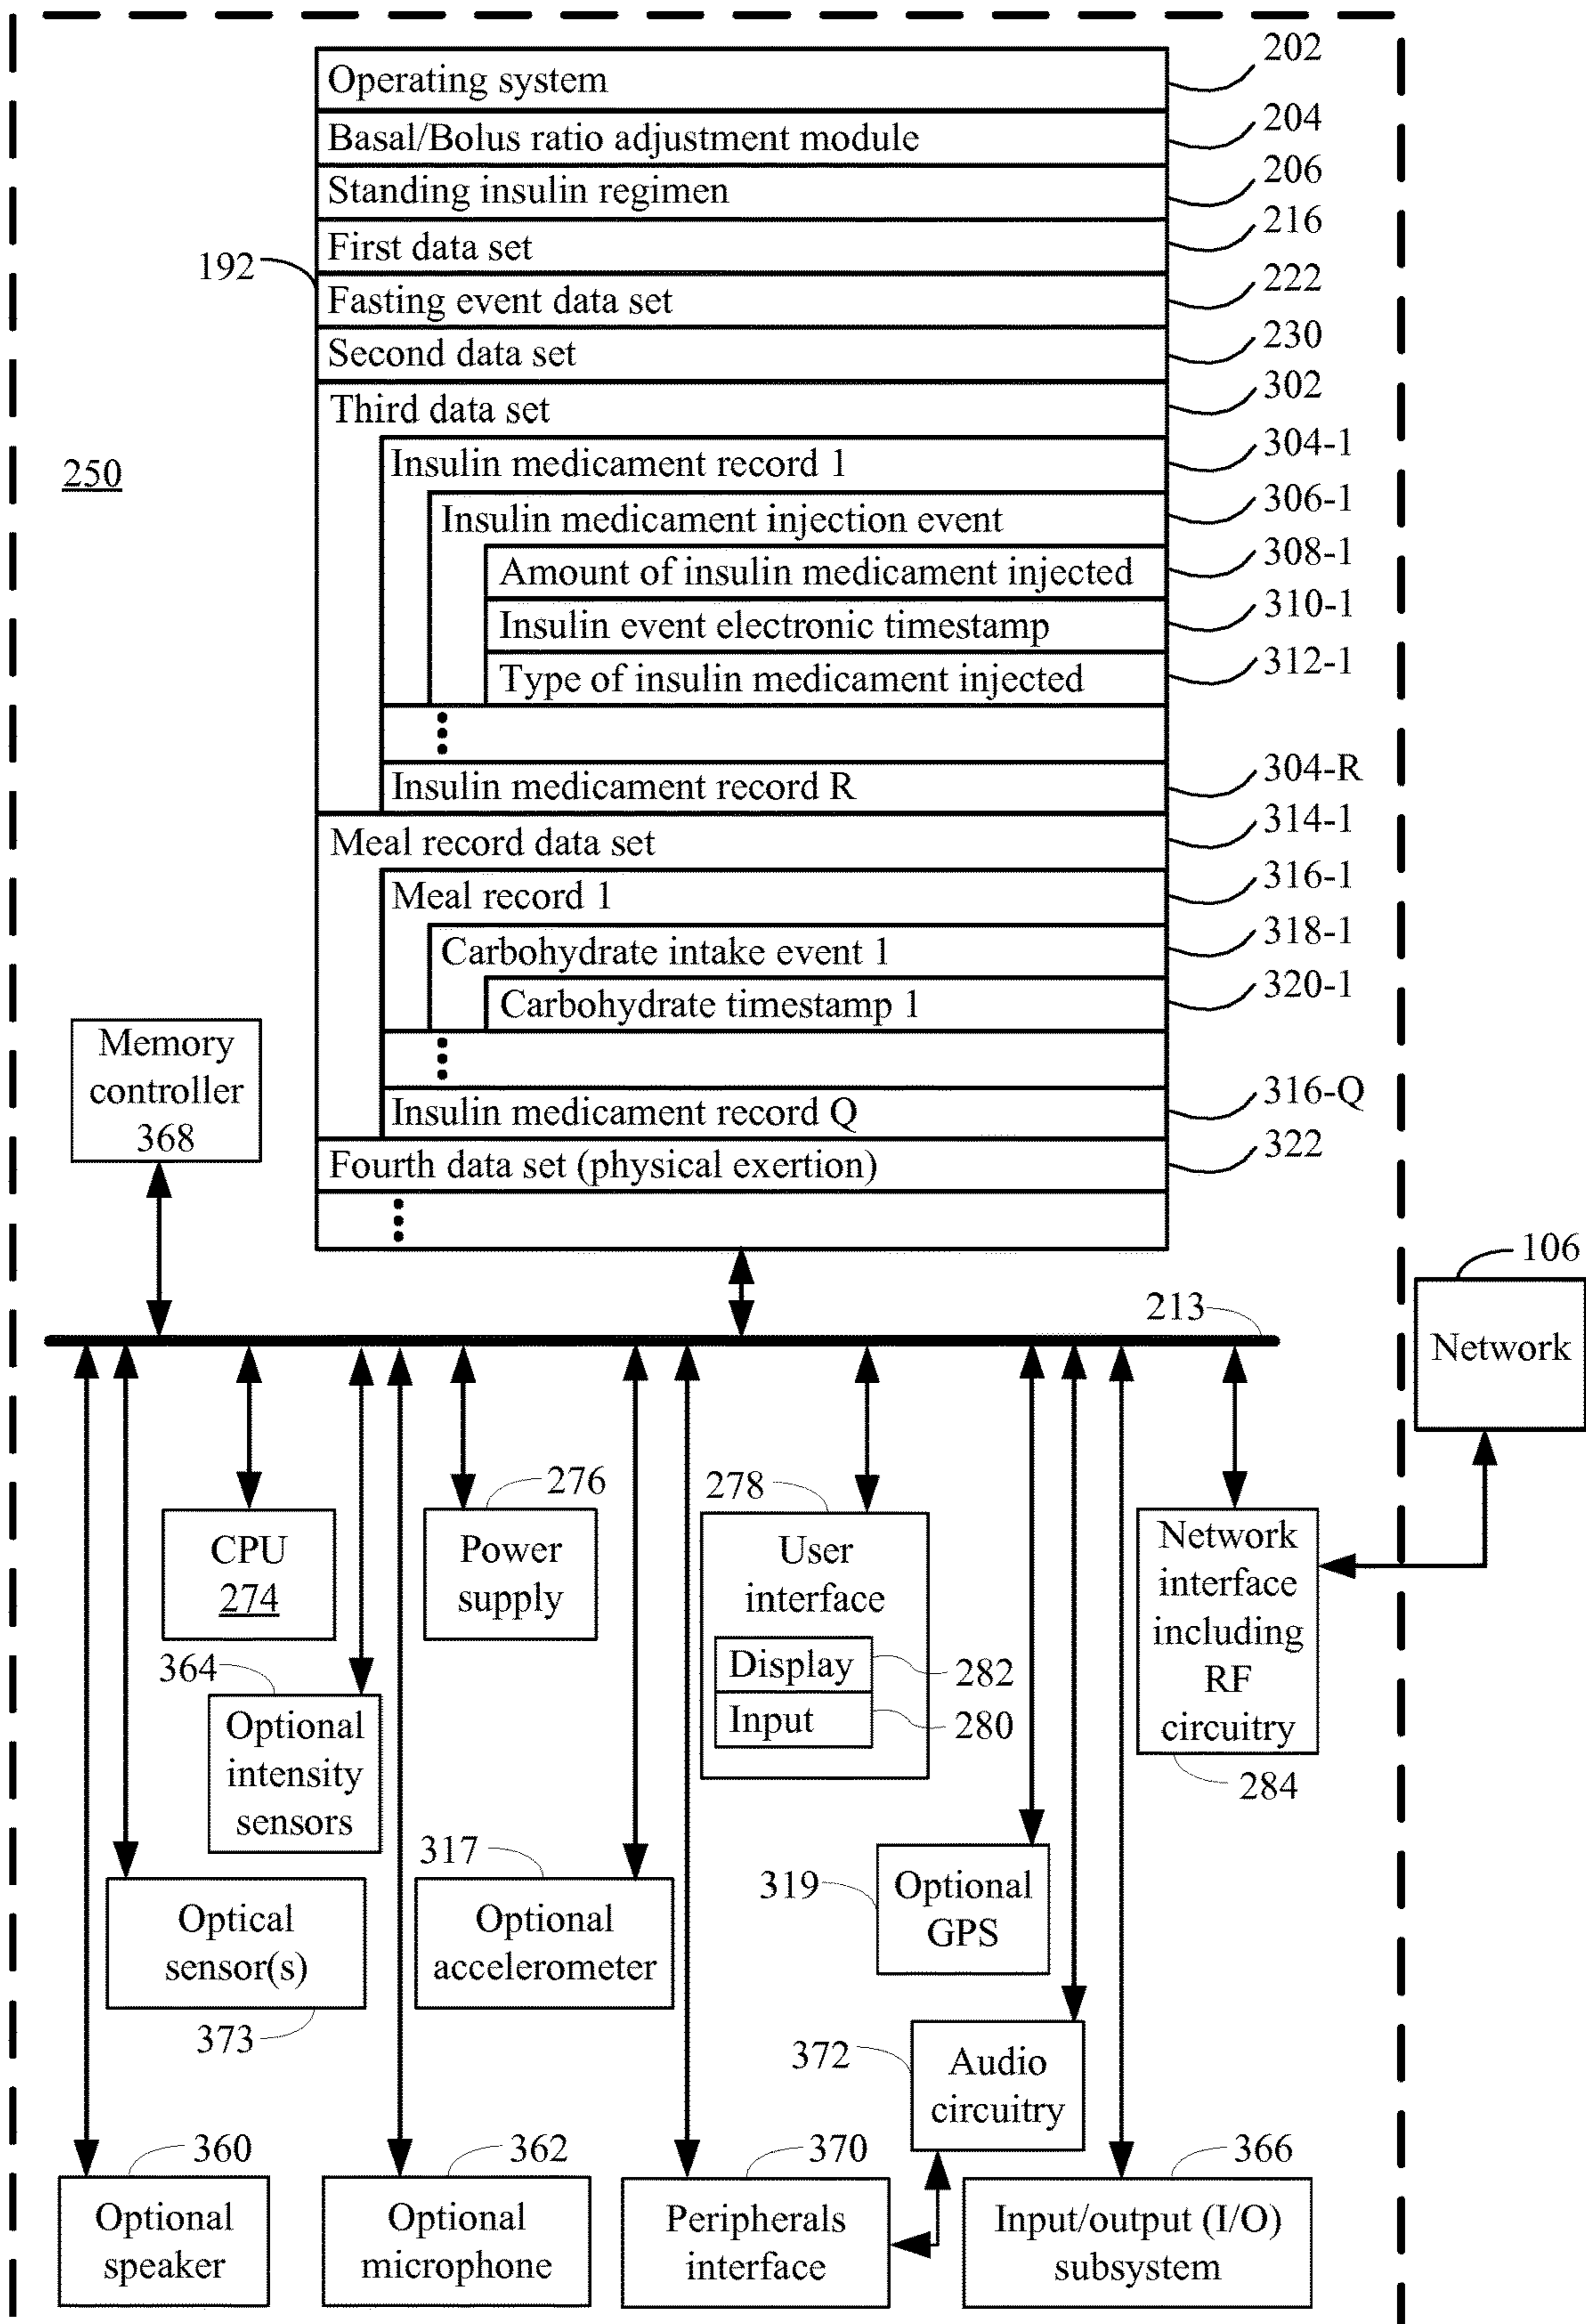 Operating system 202
Basal/Bolus ratio adjustment module 204
Standing insulin regimen 206
First data set 216
192
Fasting event data set 222
Second data set 230
Third data set 302
250
Insulin medicament record 1 304-1
Insulin medicament injection event 306-1
Amount of insulin medicament injected 308-1
Insulin event electronic timestamp 310-1
Type of insulin medicament injected 312-1
Insulin medicament record R 304-R
Meal record data set 314-1
Meal record 1 316-1
Carbohydrate intake event 1 318-1
Carbohydrate timestamp 1 320-1
Insulin medicament record Q 316-Q
Fourth data set (physical exertion) 322
Memory
controller
368
106
Network
213
CPU
274
276
Power
supply
278
User
interface
Display 282
Input 280
Network
interface
including
RF
circuitry
284
364
Optional
intensity
sensors
Optical
sensor(s)
373
317
Optional
accelerometer
319
Optional
GPS
372
Audio
circuitry
360
Optional
speaker
362
Optional
microphone
370
Peripherals
interface
366
Input/output (I/O)
subsystem